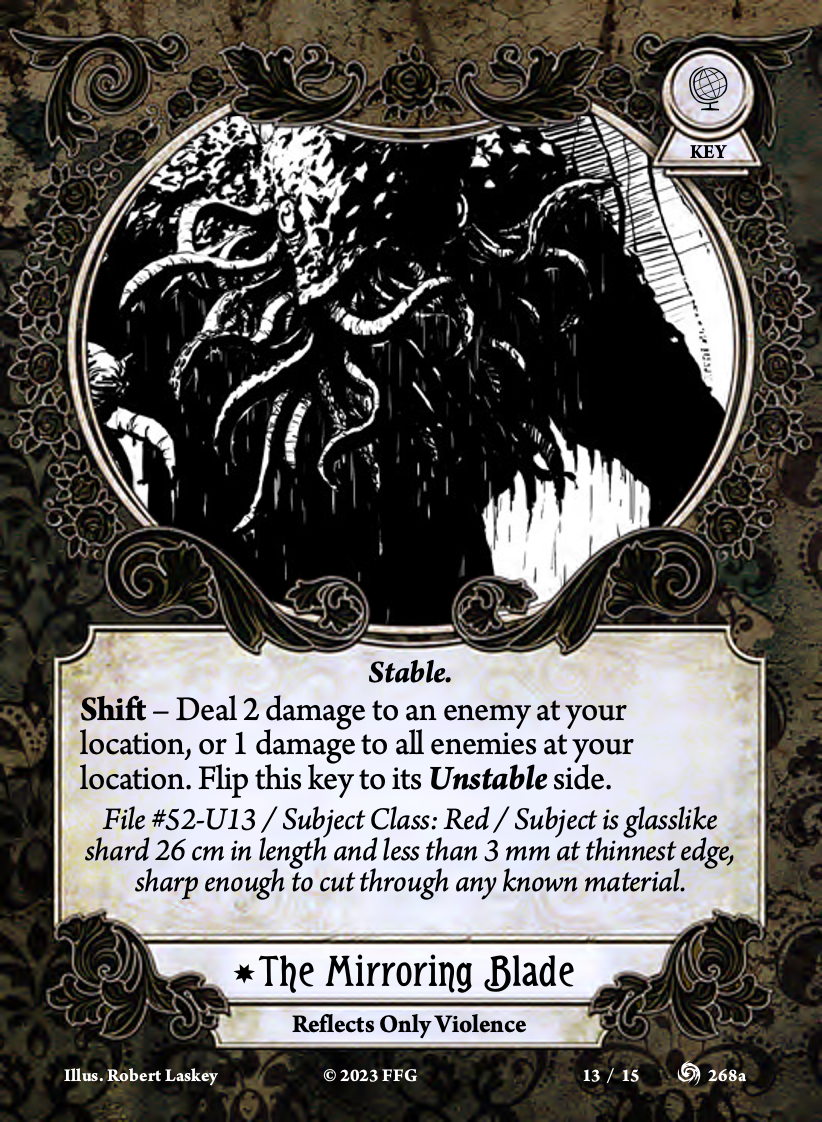 KEY
Stable.
Shift – Deal 2 damage to an enemy at your
location, or 1 damage to all enemies at your
location. Flip this key to its Unstable side.
File #52-U13 / Subject Class: Red / Subject is glasslike
shard 26 cm in length and less than 3 mm at thinnest edge,
sharp enough to cut through any known material.
✷The Mirroring Blade
Reflects Only Violence
Illus. Robert Laskey © 2023 FFG 13 / 15 268a